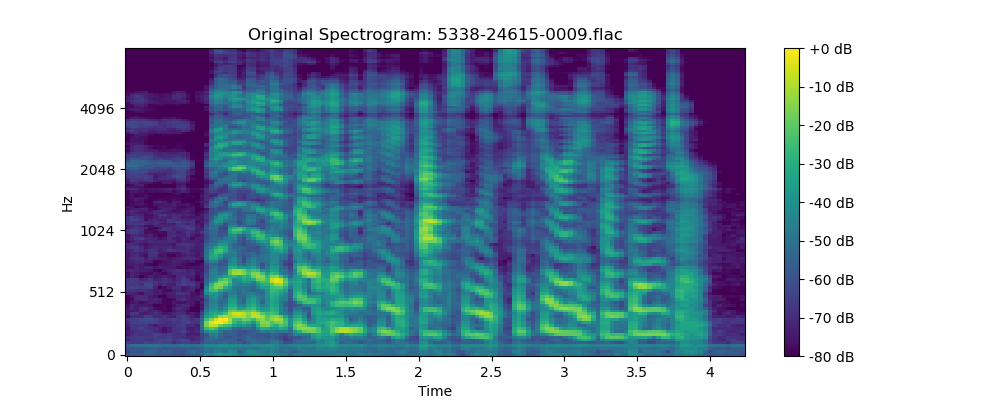 Original Spectrogram: 5338-24615-0009.flac
Hz
4096
2048
1024
512
0
0 0.5 1 1.5 2 2.5 3 3.5 4
Time
+0 dB
-10 dB
-20 dB
-30 dB
-40 dB
-50 dB
-60 dB
-70 dB
-80 dB